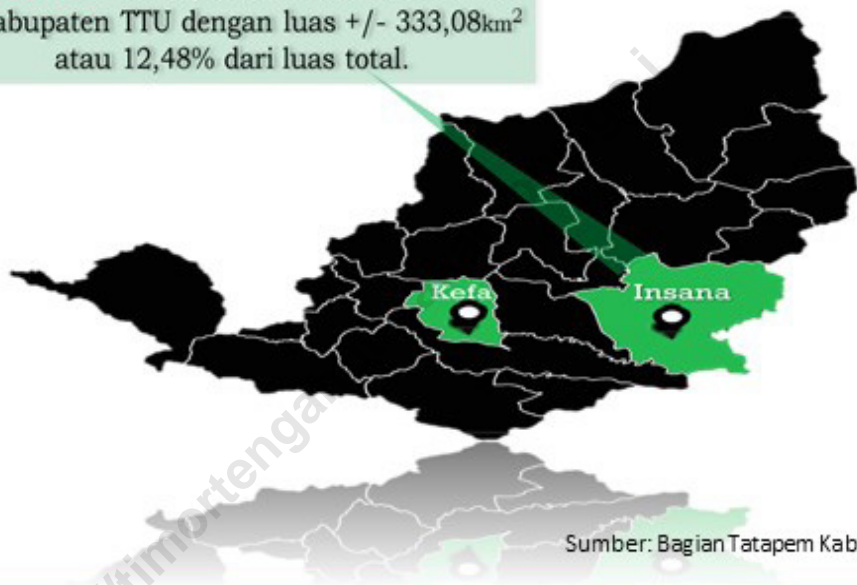 abupaten TTU dengan luas +/- 333,08km²
atau 12,48% dari luas total.
Kefa
Insana
Sumber: Bagian Tatapem Kab